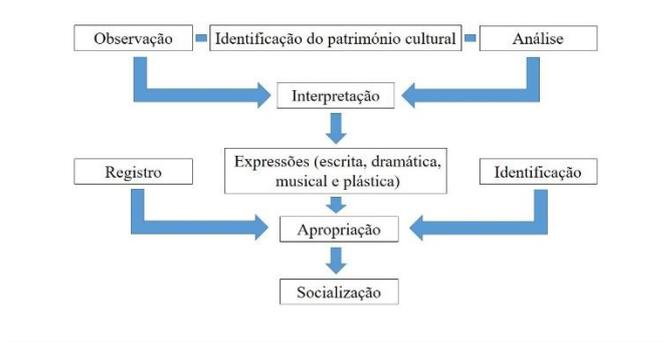 Observação
Identificação do património cultural
Análise
Interpretação
Expressões (escrita, dramática,
musical e plástica)
Registro
Identificação
Apropriação
Socialização